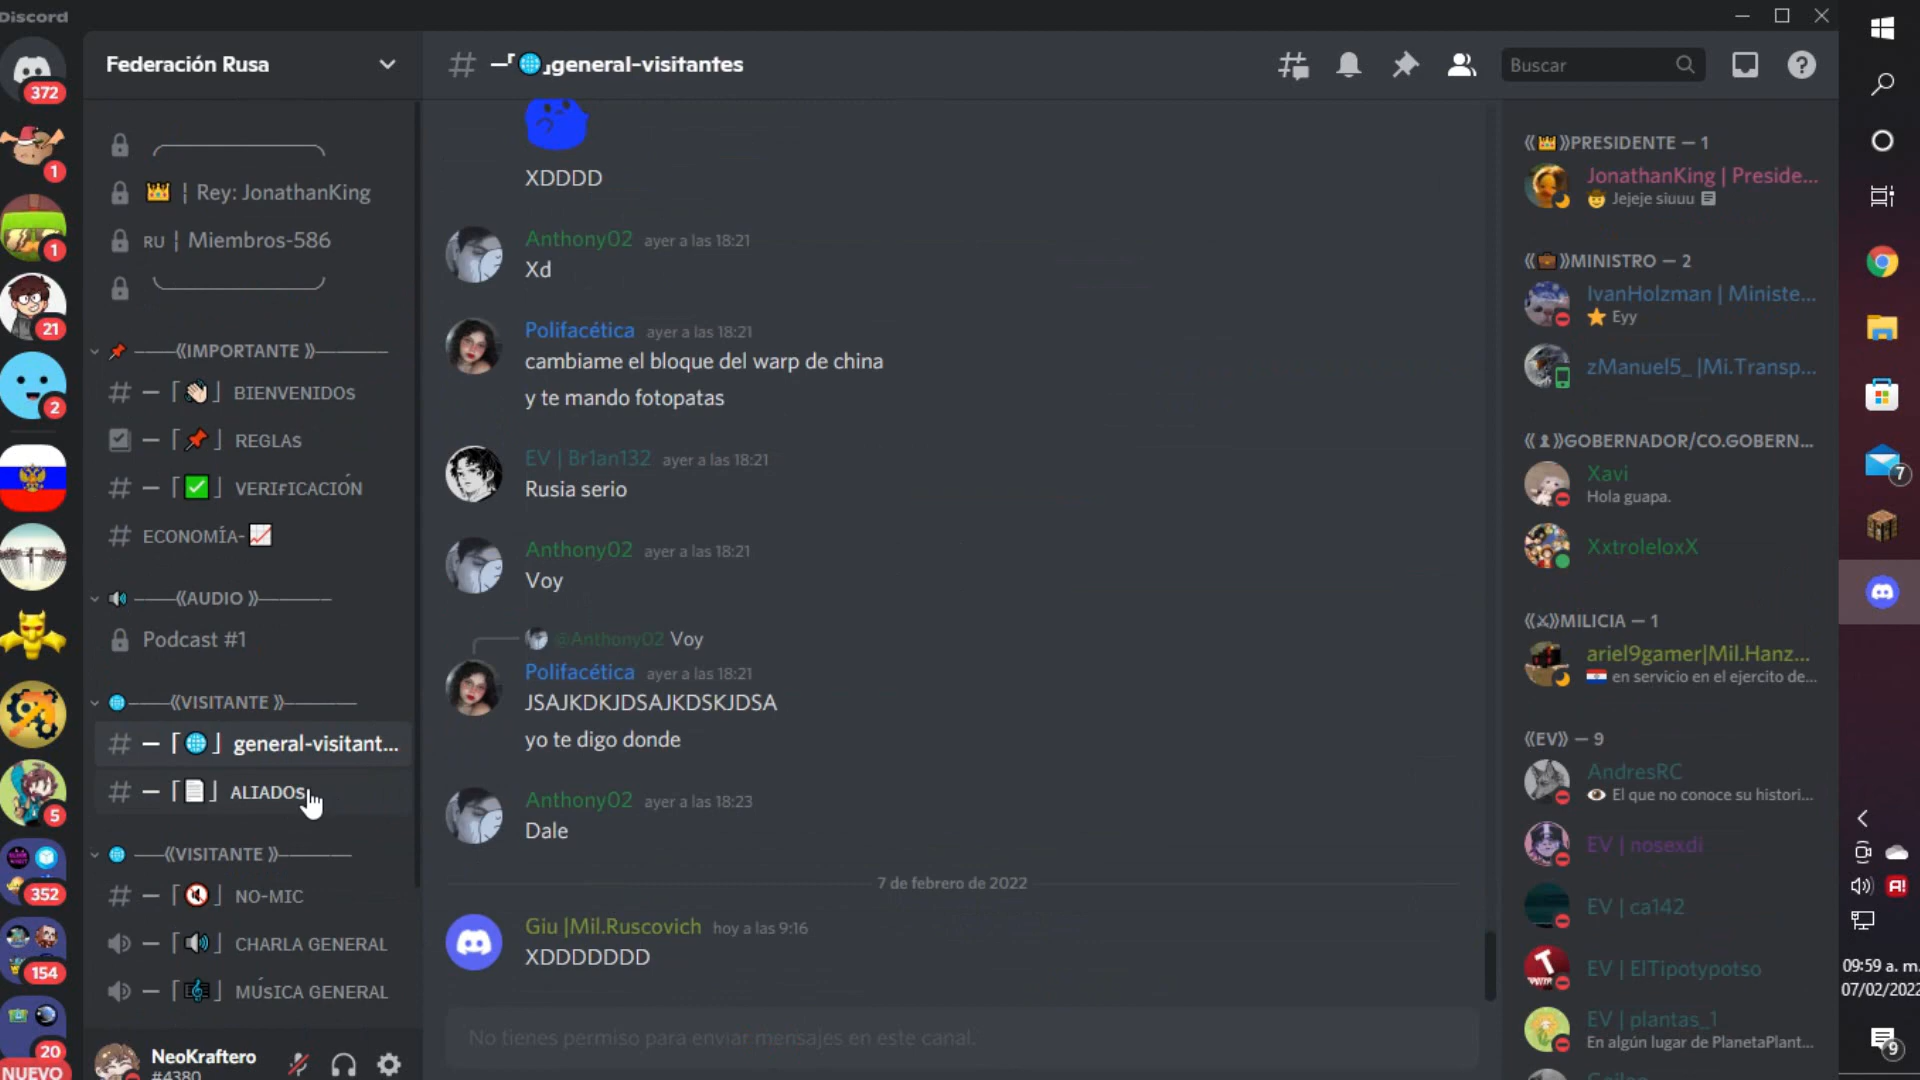 Discord
372
1
1
21
2
5
352
154
20
NUEVO
Federación Rusa
👑 ¦ Rey: JonathanKing
RU ¦ Miembros-586
📌 ——⟪IMPORTANTE ⟫———
— 「👋🏻」 BIENVENIDOs
— 「📌」 REGLAs
— 「✅」 VERIFICACIÓN
ECONOMÍA-📈
🔊 ——⟪AUDIO ⟫———
Podcast #1
🌐——⟪VISITANTE ⟫———
— 「🌐」 general-visitant...
— 「📄」 ALIADOs
🌐 ——⟪VISITANTE ⟫———
— 「🔇」 NO-MIC
— 「🔊」 CHARLA GENERAL
— 「🎼」 MÚsICA GENERAL
NeoKraftero
#4380
—「🌐」general-visitantes
Buscar
XDDDD
Anthony02 ayer a las 18:21
Xd
Polifacética ayer a las 18:21
cambiame el bloque del warp de china
y te mando fotopatas
EV | Br1an132 ayer a las 18:21
Rusia serio
Anthony02 ayer a las 18:21
Voy
@Anthony02 Voy
Polifacética ayer a las 18:21
JSAJKDKJDSAJKDSKJDSA
yo te digo donde
Anthony02 ayer a las 18:23
Dale
7 de febrero de 2022
Giu |Mil.Ruscovich hoy a las 9:16
XDDDDDDD
No tienes permiso para enviar mensajes en este canal.
⟪👑⟫PRESIDENTE — 1
JonathanKing | Preside...
🤠 Jejeje siuuu
⟪💼⟫MINISTRO — 2
IvanHolzman | Ministe...
⭐ Eyy
zManuel5_ |Mi.Transp...
⟪👤⟫GOBERNADOR/CO.GOBERN...
Xavi
Hola guapa.
XxtroleloxX
⟪⚔⟫MILICIA — 1
ariel9gamer|Mil.Hanz...
🇵🇾 en servicio en el ejercito de...
⟪EV⟫ — 9
AndresRC
👁 El que no conoce su histori...
EV | nosexdi
EV | ca142
EV | ElTipotypotso
EV | plantas_1
En algún lugar de PlanetaPlant...
7
09:59 a. m.
07/02/2022
9